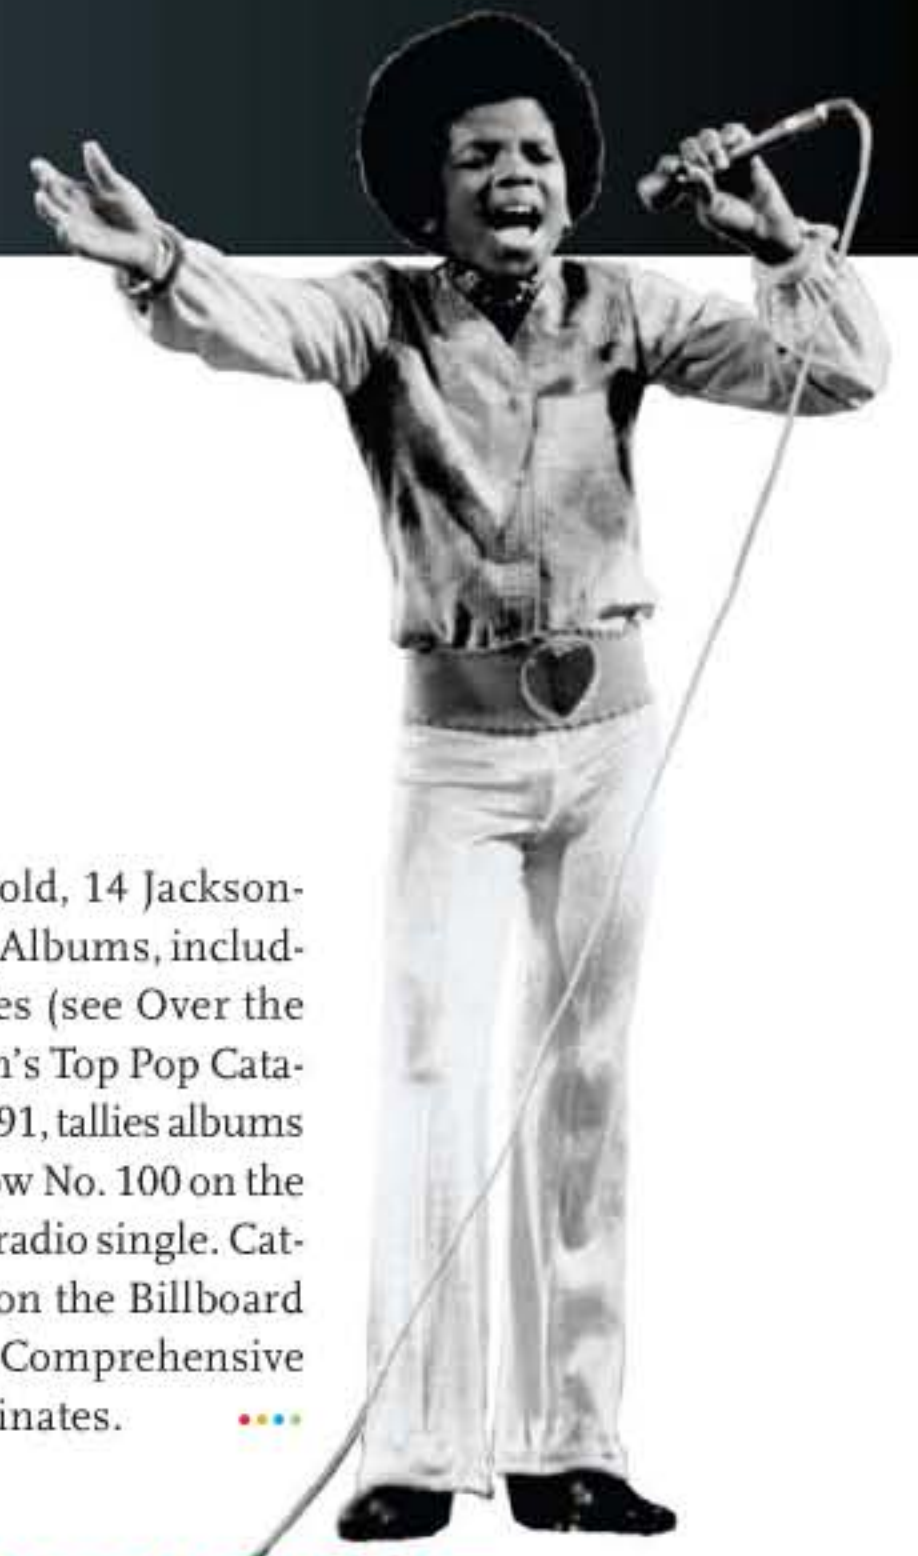 old, 14 Jackson-
Albums, includ-
es (see Over the
n's Top Pop Cata-
91, tallies albums
ow No. 100 on the
radio single. Cat-
on the Billboard
Comprehensive
inates.